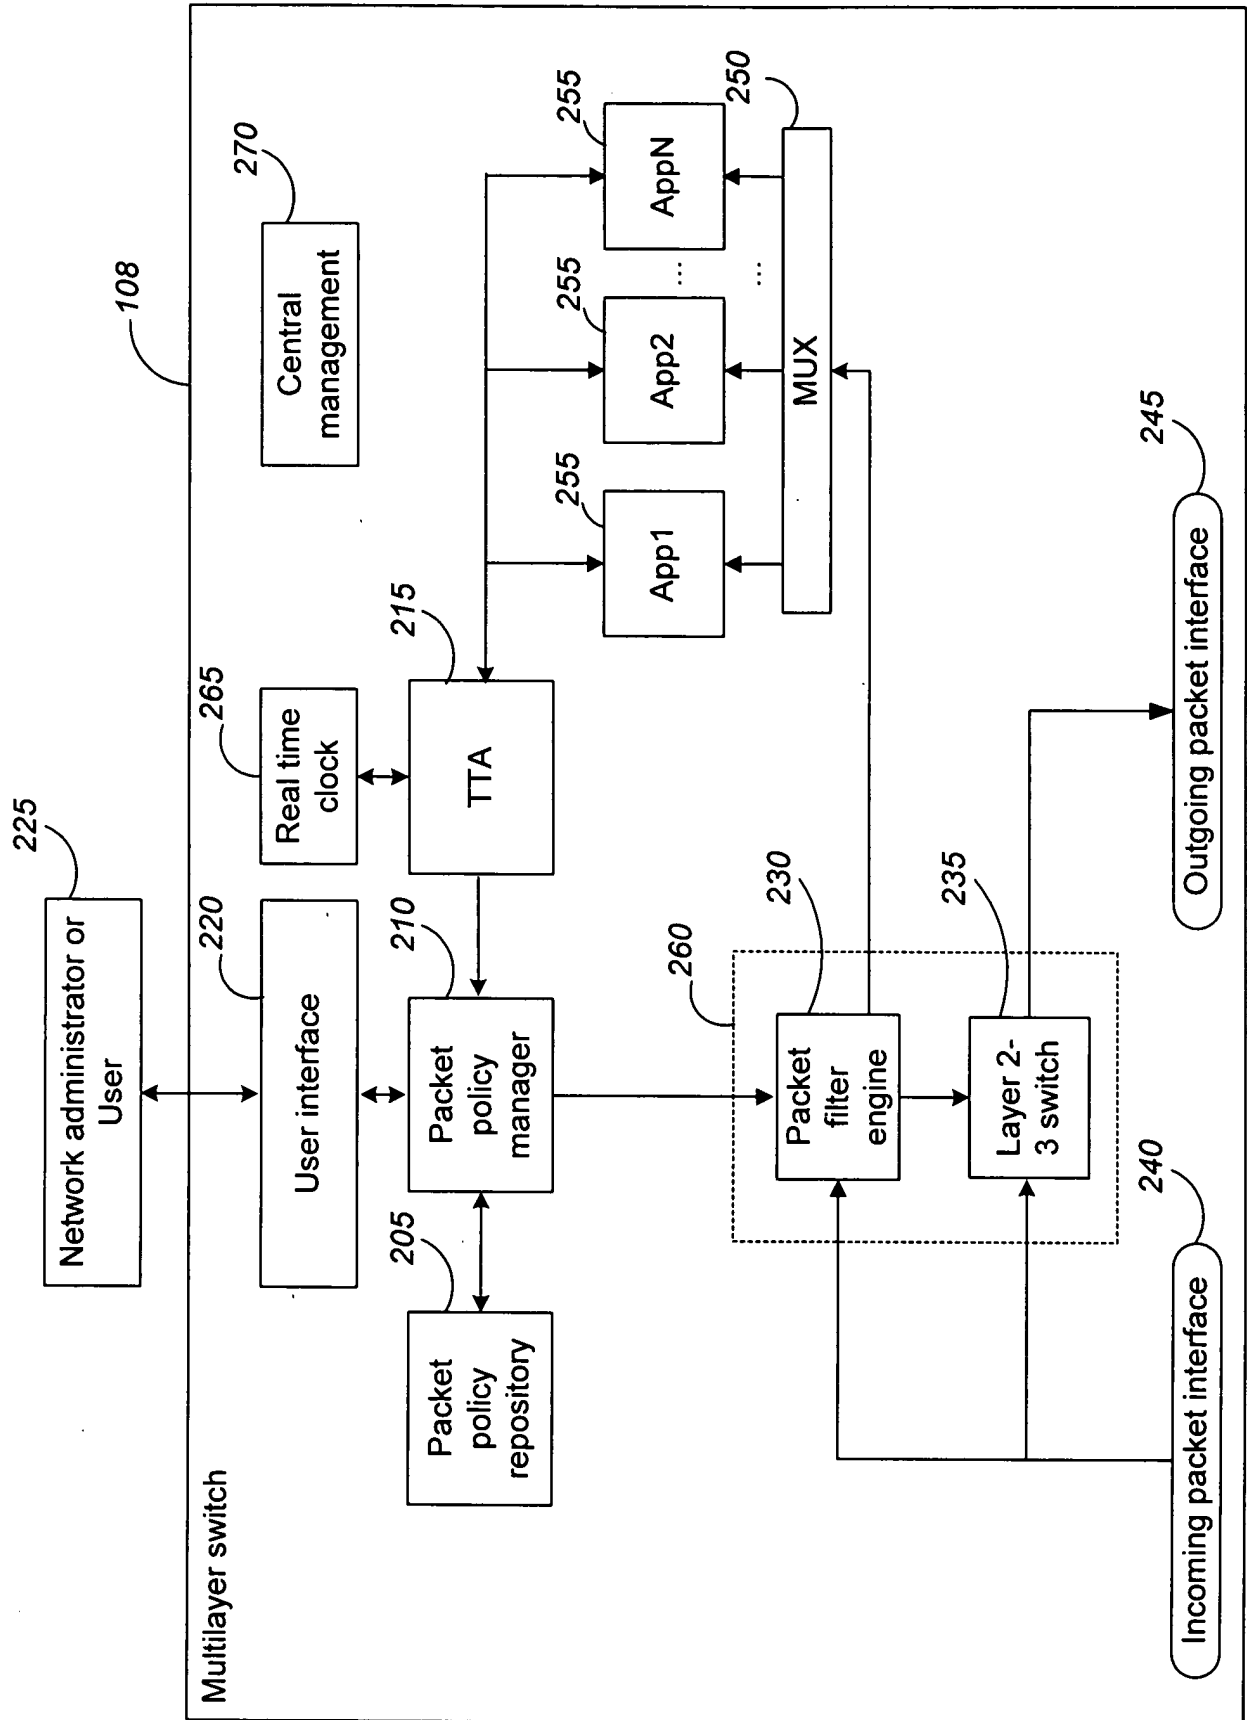 Multilayer switch
108
Network administrator or
User
225
User interface
220
Real time
clock
265
Central
management
270
Packet
policy
repository
205
Packet
policy
manager
210
TTA
215
App1
255
App2
255
...
AppN
255
...
MUX
250
260
Packet
filter
engine
230
Layer 2-
3 switch
235
Incoming packet interface
240
Outgoing packet interface
245